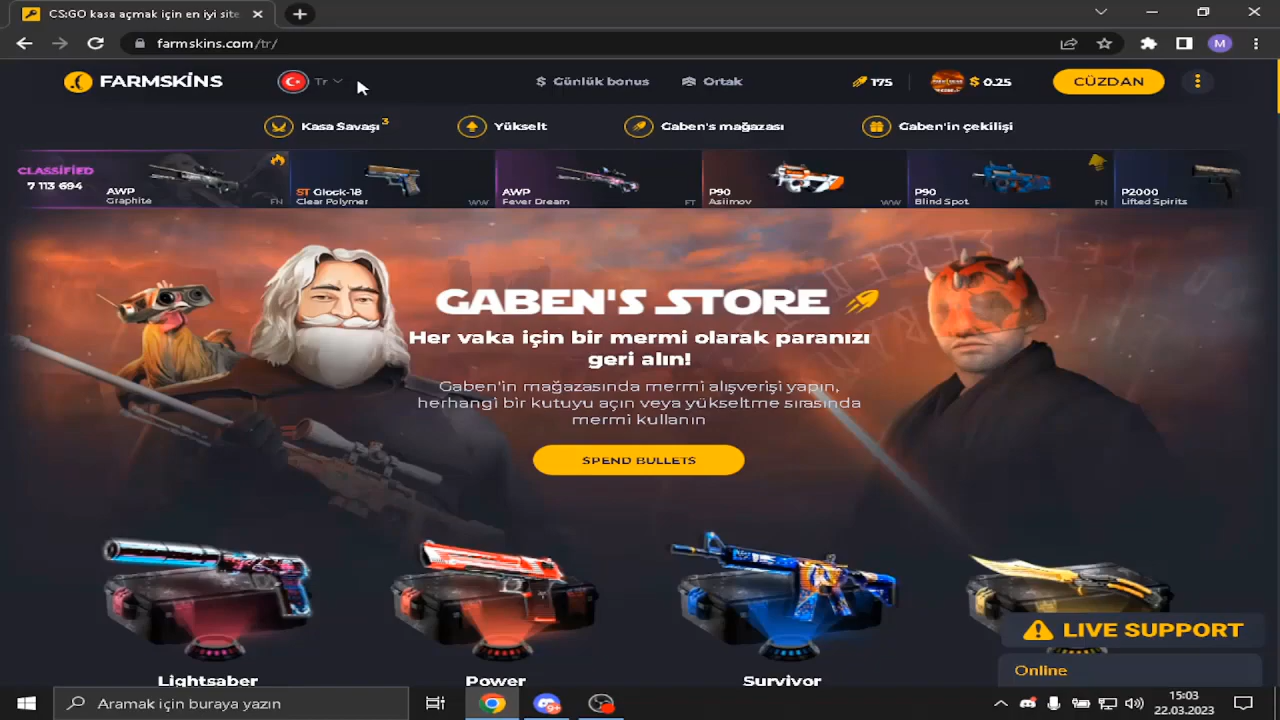 CS:GO kasa açmak için en iyi site
farmskins.com/tr/
M
FARMSKINS
Tr
$ Günlük bonus
Ortak
175
$ 0.25
CÜZDAN
Kasa Savaşı 3
Yükselt
Gaben's mağazası
Gaben'in çekilişi
CLASSİFİED
7 113 694
AWP
Graphite
FN
ST Glock-18
Clear Polymer
WW
AWP
Fever Dream
FT
P90
Asiimov
WW
P90
Blind Spot
FN
P2000
Lifted Spirits
GABEN'S STORE
Her vaka için bir mermi olarak paranızı
geri alın!
Gaben'in mağazasında mermi alışverişi yapın,
herhangi bir kutuyu açın veya yükseltme sırasında
mermi kullanın
SPEND BULLETS
Lightsaber
Power
Survivor
LIVE SUPPORT
Online
Aramak için buraya yazın
15:03
22.03.2023